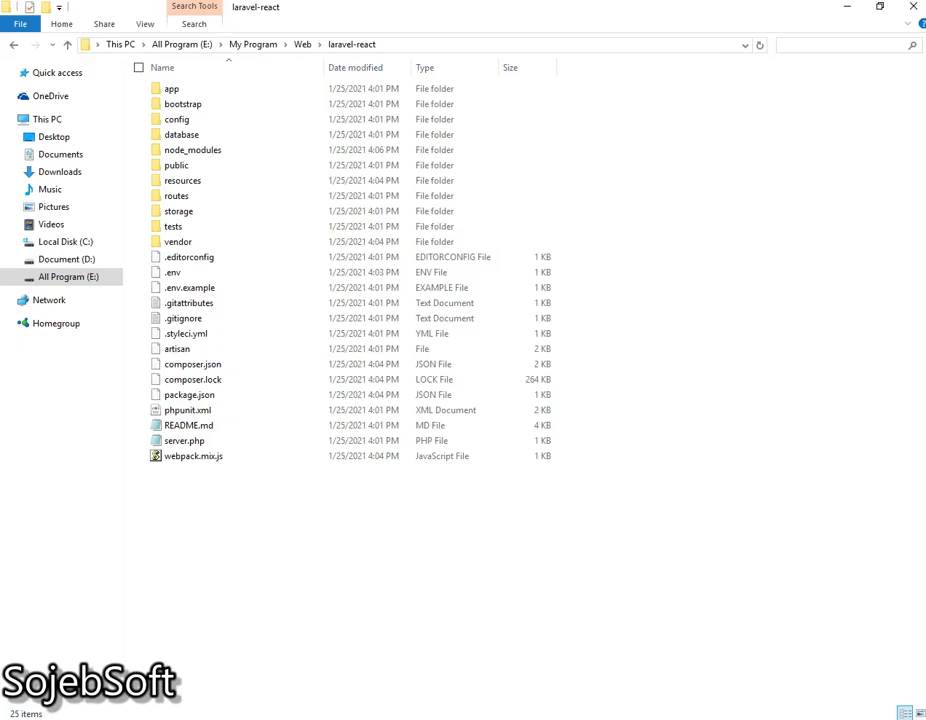 Search Tools
laravel-react
File
Home
Share
View
Search
This PC
All Program (E:)
My Program
Web
laravel-react
Name
Date modified
Type
Size
Quick access
OneDrive
This PC
Desktop
Documents
Downloads
Music
Pictures
Videos
Local Disk (C:)
Document (D:)
All Program (E:)
Network
Homegroup
app 1/25/2021 4:01 PM File folder
bootstrap 1/25/2021 4:01 PM File folder
config 1/25/2021 4:01 PM File folder
database 1/25/2021 4:01 PM File folder
node_modules 1/25/2021 4:06 PM File folder
public 1/25/2021 4:01 PM File folder
resources 1/25/2021 4:04 PM File folder
routes 1/25/2021 4:01 PM File folder
storage 1/25/2021 4:01 PM File folder
tests 1/25/2021 4:01 PM File folder
vendor 1/25/2021 4:04 PM File folder
.editorconfig 1/25/2021 4:01 PM EDITORCONFIG File 1 KB
.env 1/25/2021 4:03 PM ENV File 1 KB
.env.example 1/25/2021 4:01 PM EXAMPLE File 1 KB
.gitattributes 1/25/2021 4:01 PM Text Document 1 KB
.gitignore 1/25/2021 4:01 PM Text Document 1 KB
.styleci.yml 1/25/2021 4:01 PM YML File 1 KB
artisan 1/25/2021 4:01 PM File 2 KB
composer.json 1/25/2021 4:04 PM JSON File 2 KB
composer.lock 1/25/2021 4:04 PM LOCK File 264 KB
package.json 1/25/2021 4:04 PM JSON File 1 KB
phpunit.xml 1/25/2021 4:01 PM XML Document 2 KB
README.md 1/25/2021 4:01 PM MD File 4 KB
server.php 1/25/2021 4:01 PM PHP File 1 KB
webpack.mix.js 1/25/2021 4:04 PM JavaScript File 1 KB
SojebSoft
25 items